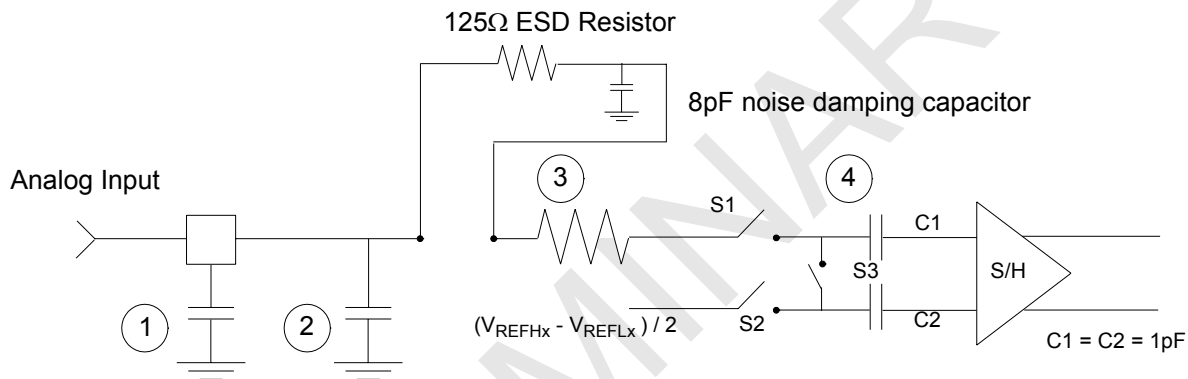 125Ω ESD Resistor
8pF noise damping capacitor
Analog Input
3
4
S1
C1
S3
S/H
1
2
(VREFHx - VREFLx ) / 2
S2
C2
C1 = C2 = 1pF
MINAR